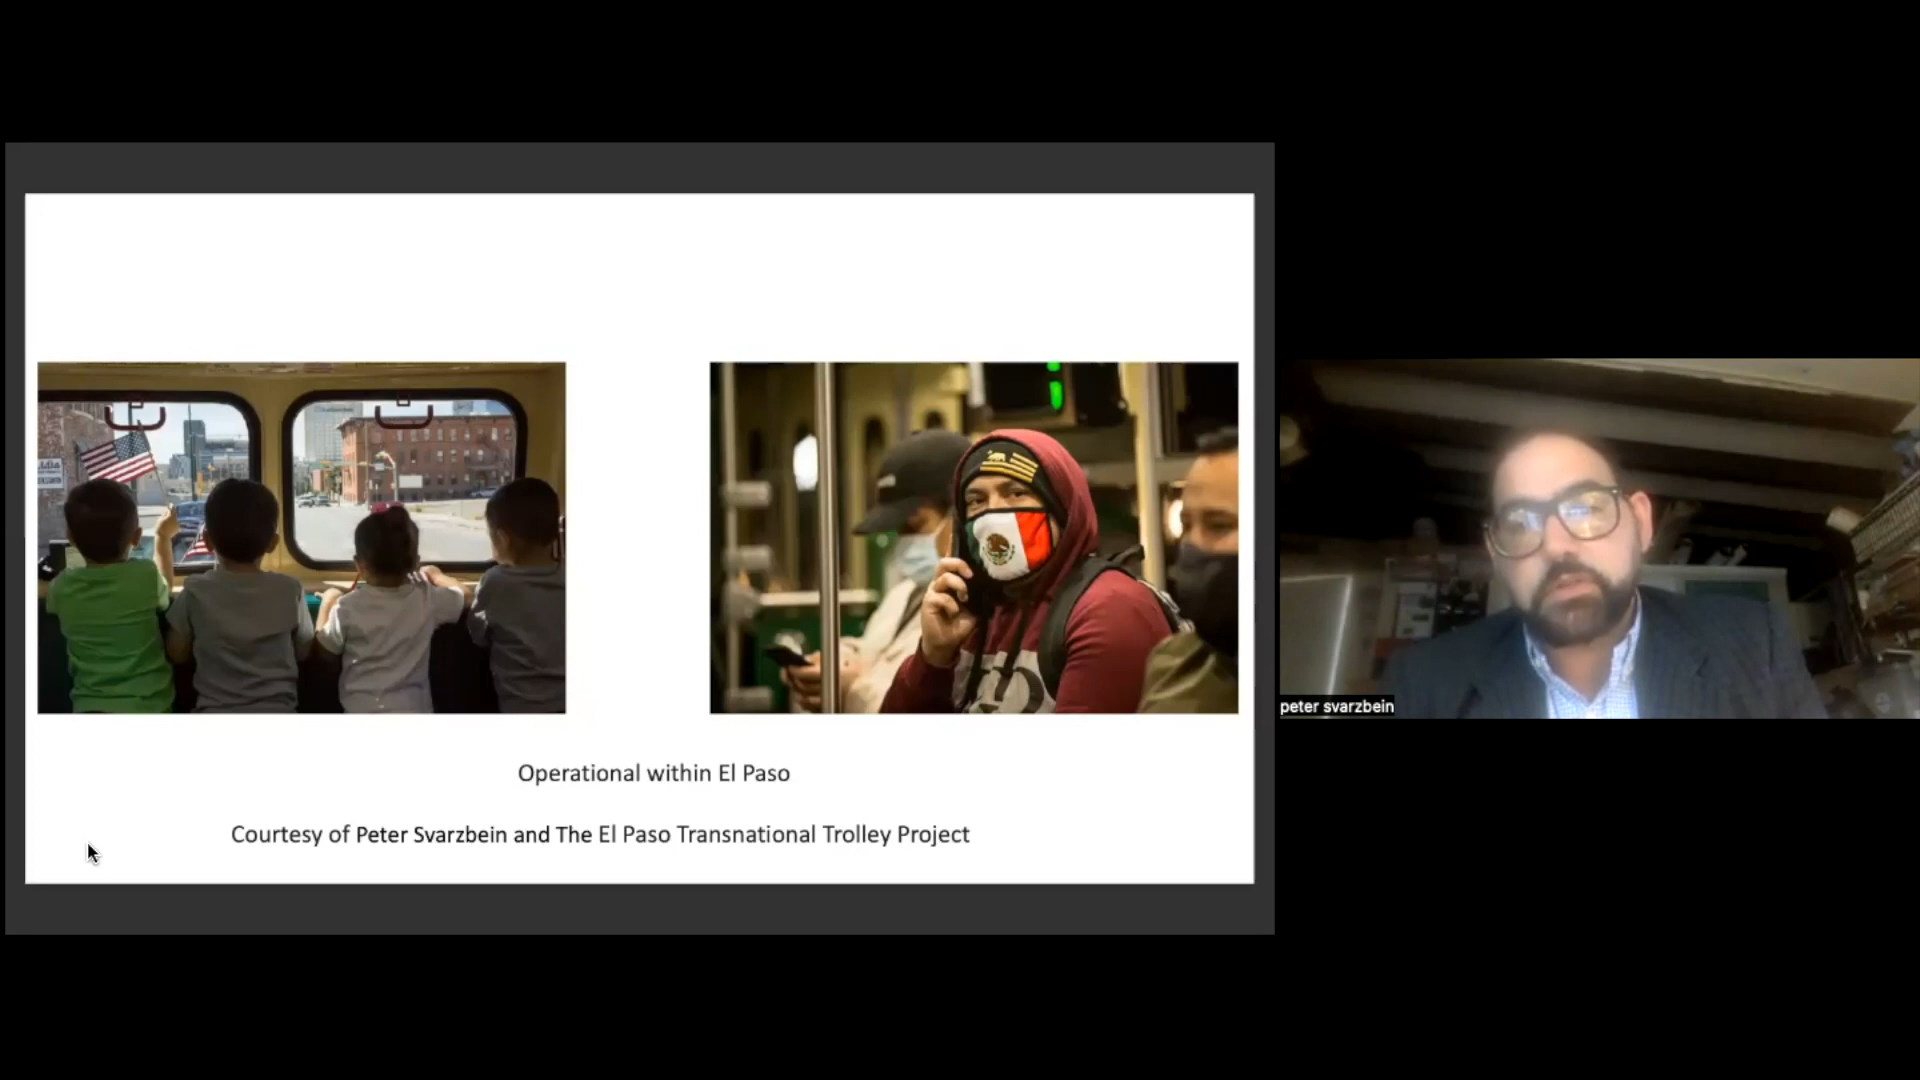 Operational within El Paso
Courtesy of Peter Svarzbein and The El Paso Transnational Trolley Project
peter svarzbein